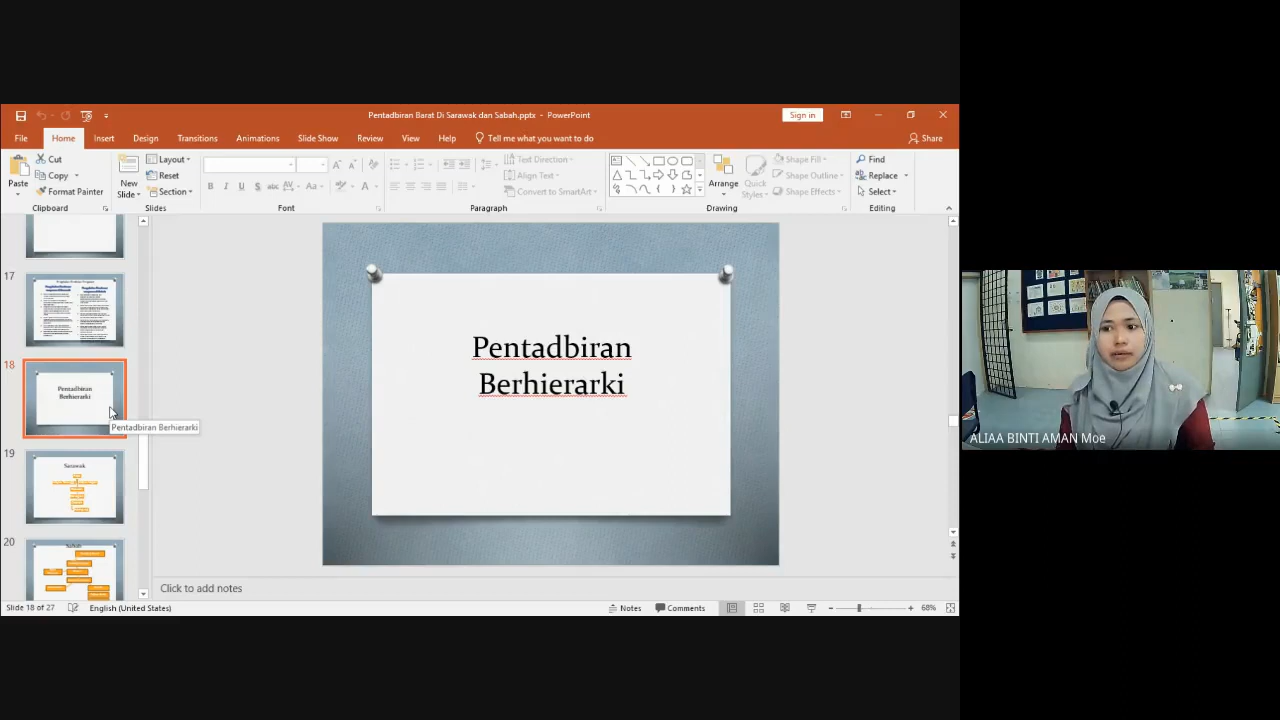 Pentadbiran Barat Di Sarawak dan Sabah.pptx - PowerPoint
Sign in
File Home Insert Design Transitions Animations Slide Show Review View Help Tell me what you want to do Share
Paste
Cut
Copy
Format Painter
Clipboard
New
Slide
Layout
Reset
Section
Slides
Font
Text Direction
Align Text
Convert to SmartArt
Paragraph
Arrange
Quick
Styles
Shape Fill
Shape Outline
Shape Effects
Drawing
Find
Replace
Select
Editing
17
18
Pentadbiran
Berhierarki
Pentadbiran Berhierarki
19
Sarawak
20
Sabah
Pentadbiran
Berhierarki
Click to add notes
Slide 18 of 27 English (United States) Notes Comments 68%
ALIAA BINTI AMAN Moe